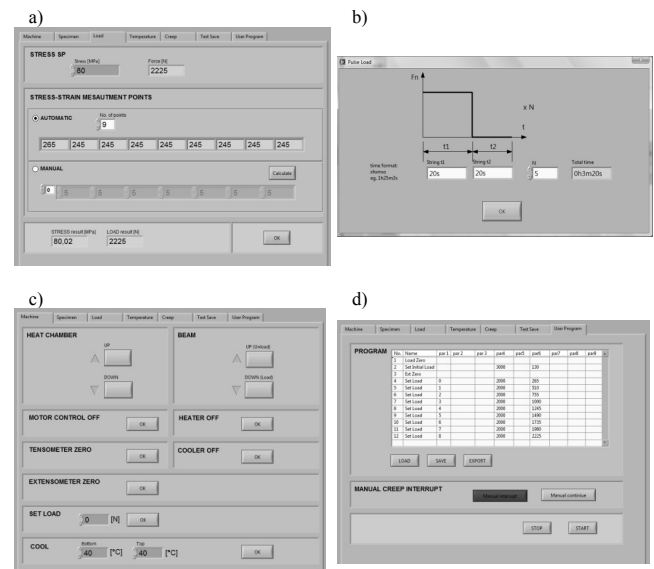 a)
Machine Specimen Load Temperature Creep Test Save User Program
STRESS SP
Stress [MPa] Force [N]
80 2225
STRESS-STRAIN MESAUTMENT POINTS
AUTOMATIC No. of points
9
265 245 245 245 245 245 245 245 245
MANUAL Calculate
0 5 5 5 5 5 5 5
STRESS result [MPa] LOAD result [N]
80,02 2225 OK
b)
Pulse Load
Fn
x N
t
t1 t2
time format:
xhxmxs
eg. 1h25m3s
String t1 String t2 N Total time
20s 20s 5 0h3m20s
OK
c)
Machine Specimen Load Temperature Creep Test Save User Program
HEAT CHAMBER BEAM
UP UP (Unload)
DOWN DOWN (Load)
MOTOR CONTROL OFF OK HEATER OFF OK
TENSOMETER ZERO OK COOLER OFF OK
EXTENSOMETER ZERO OK
SET LOAD 0 [N] OK
COOL Bottom Top
40 [°C] 40 [°C] OK
d)
Machine Specimen Load Temperature Creep Test Save User Program
PROGRAM
No. Name par 1 par 2 par 3 par4 par5 par6 par7 par8 par9
1 Load Zero
2 Set Initial Load 3000 120
3 Ext Zero
4 Set Load 0 2000 265
5 Set Load 1 2000 510
6 Set Load 2 2000 755
7 Set Load 3 2000 1000
8 Set Load 4 2000 1245
9 Set Load 5 2000 1490
10 Set Load 6 2000 1735
11 Set Load 7 2000 1980
12 Set Load 8 2000 2225
LOAD SAVE EXPORT
MANUAL CREEP INTERRUPT Manual interrupt Manual continue
STOP START